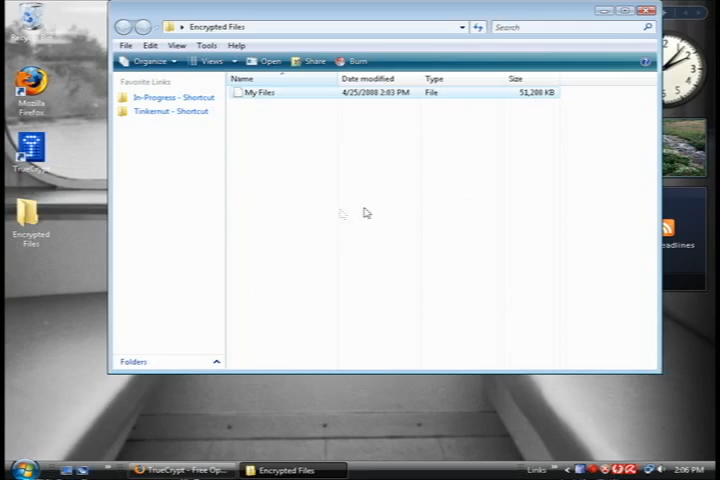 Encrypted Files
Search
File Edit View Tools Help
Organize Views Open Share Burn
Favorite Links
In-Progress - Shortcut
Tinkernut - Shortcut
Name Date modified Type Size
My Files 4/25/2008 2:03 PM File 51,200 KB
Mozilla
Firefox
TrueCrypt
Encrypted
Files
eadlines
Folders
TrueCrypt - Free Op...
Encrypted Files
Links
2:06 PM